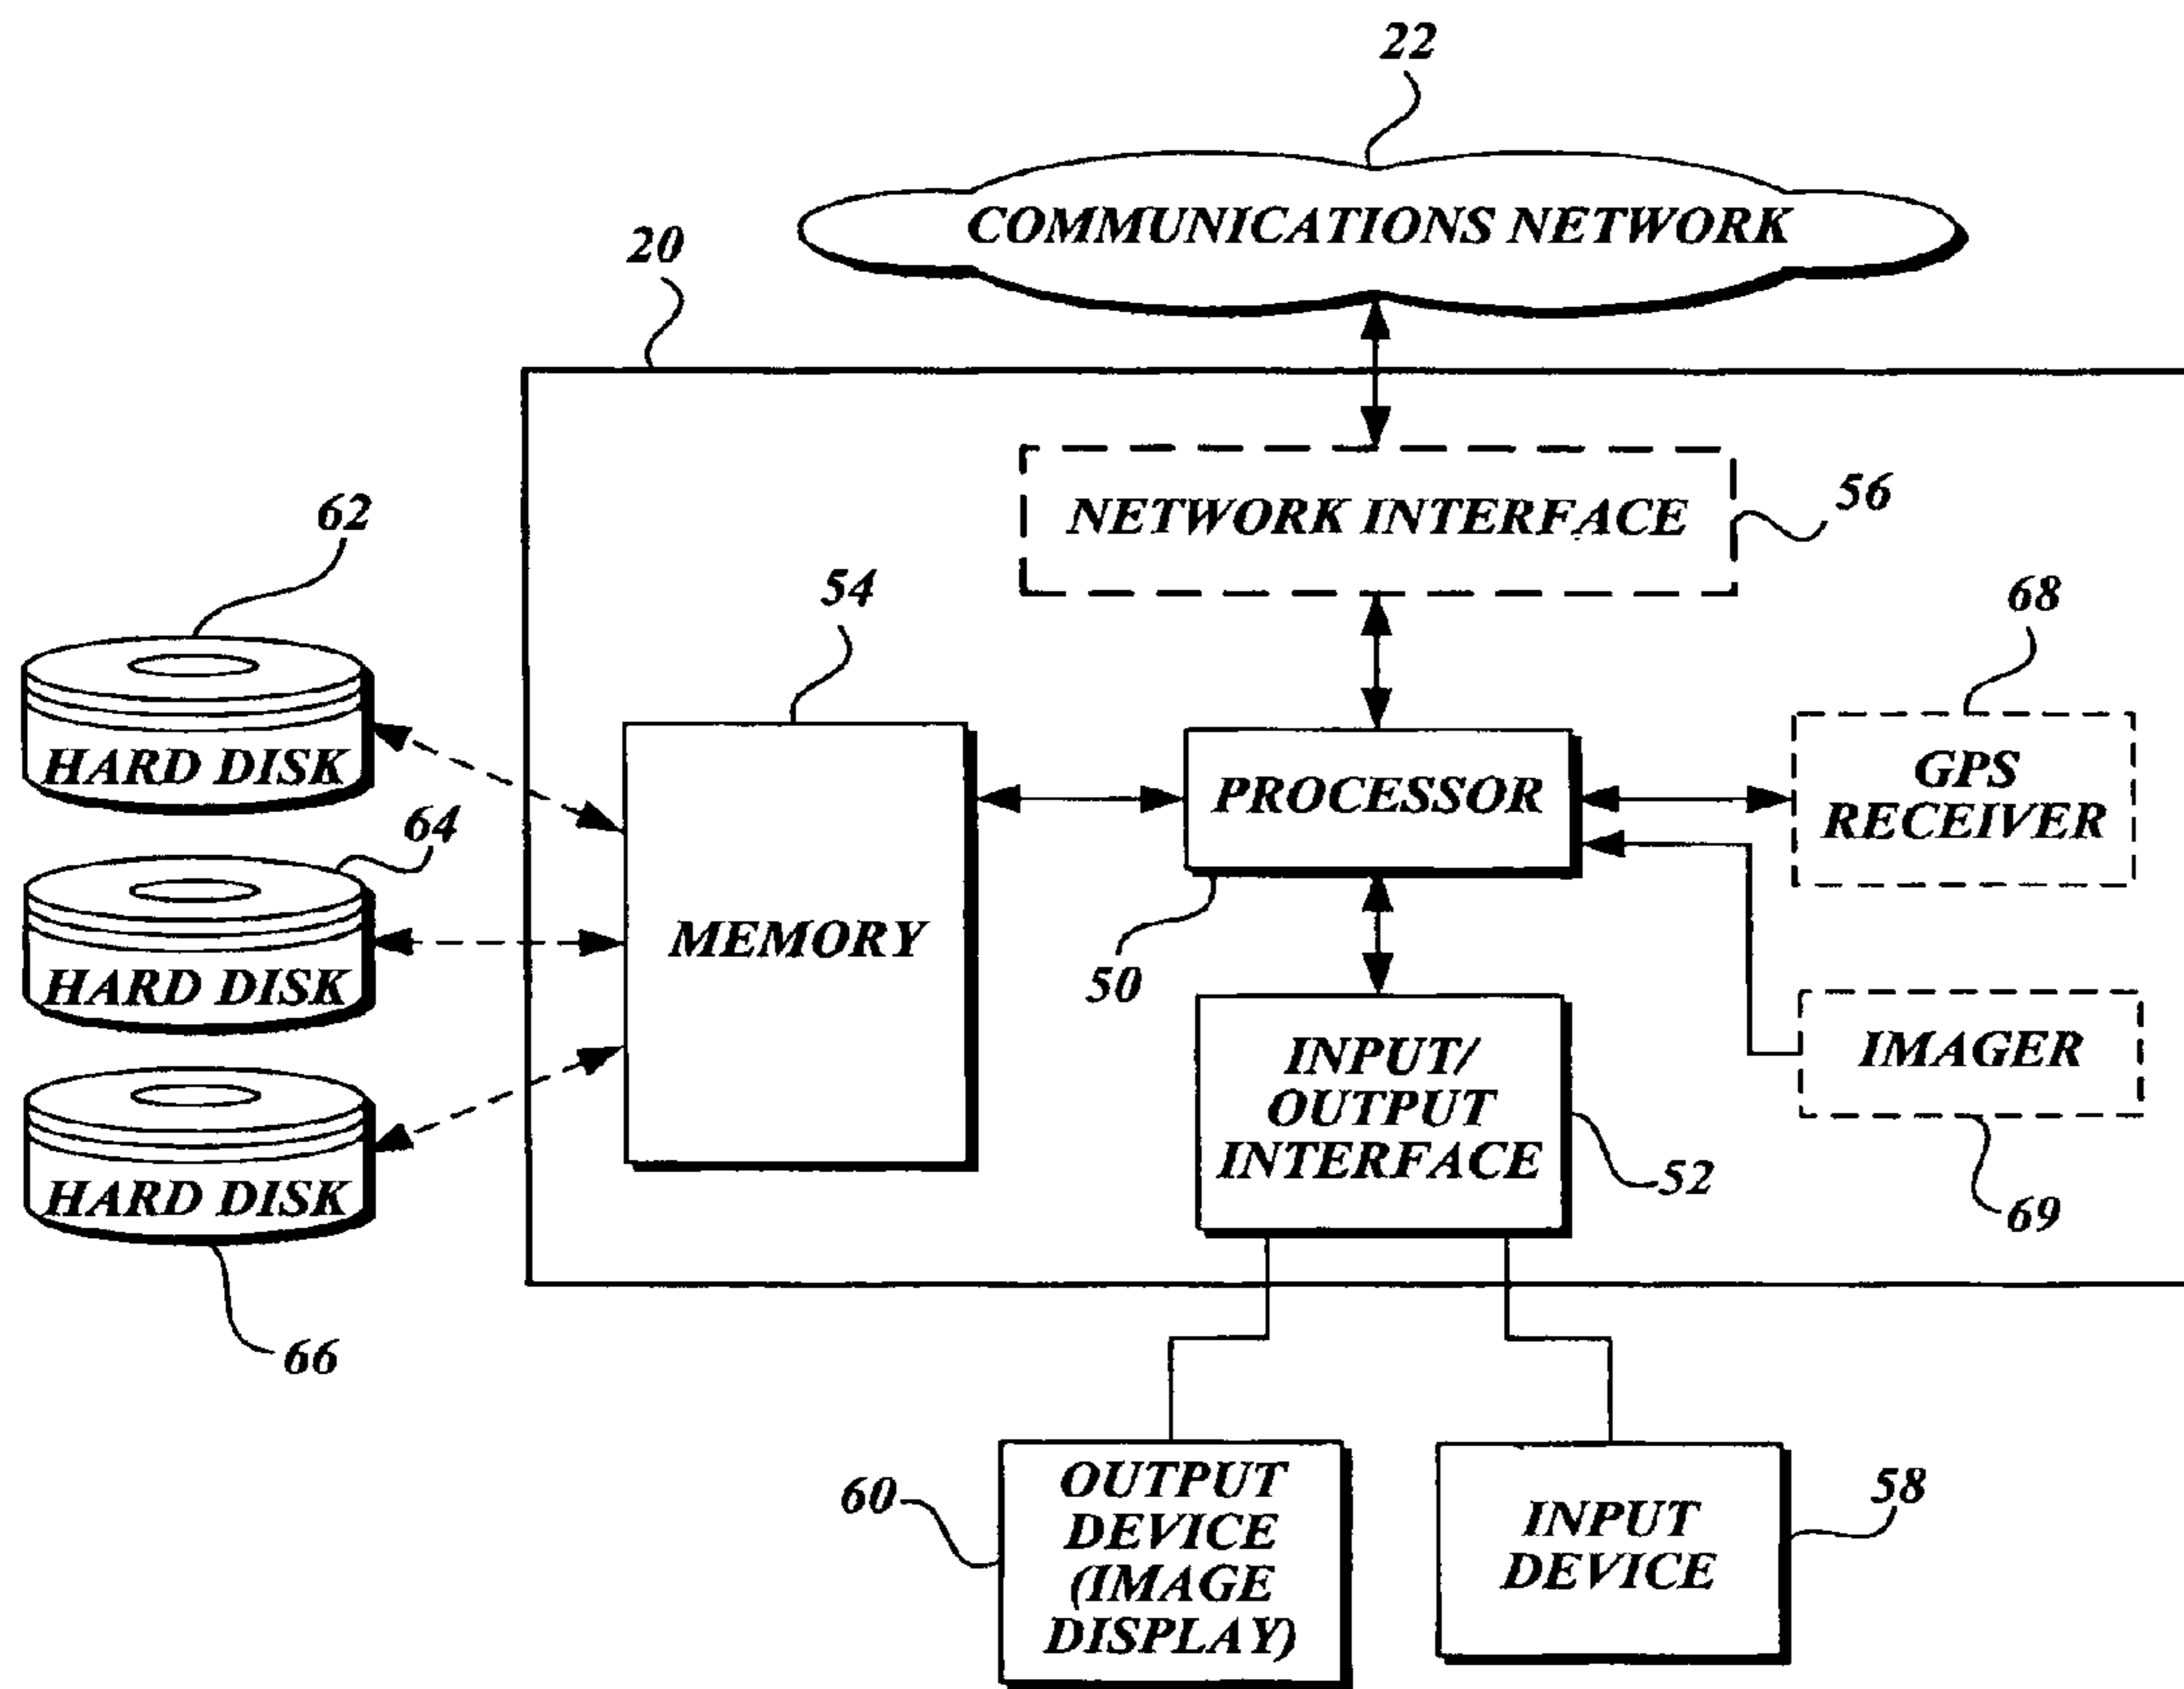 22
COMMUNICATIONS NETWORK
20
NETWORK INTERFACE
56
62
54
68
HARD DISK
PROCESSOR
GPS
RECEIVER
64
MEMORY
HARD DISK
50
INPUT/
OUTPUT
INTERFACE
IMAGER
52
69
HARD DISK
66
60
OUTPUT
DEVICE
(IMAGE
DISPLAY)
INPUT
DEVICE
58